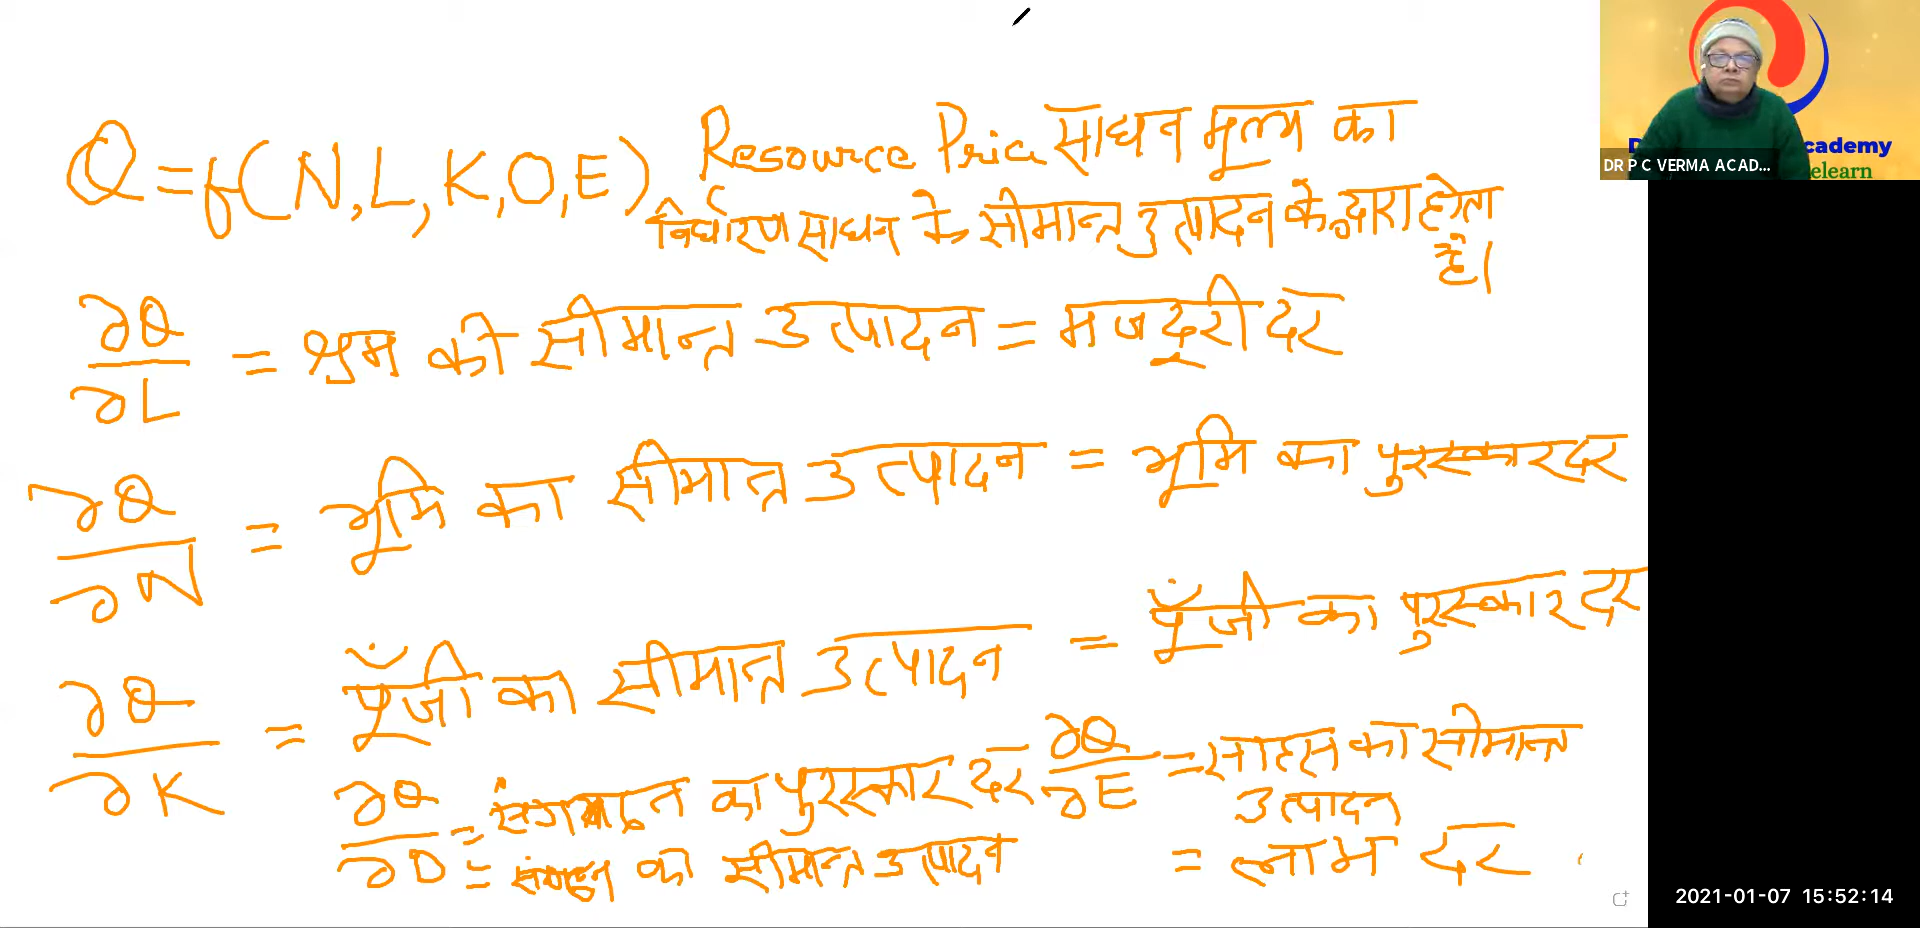 Q = f(N, L, K, O, E) Resource Price साधन मूल्य का
निर्धारण साधन के सीमान्त उत्पादन के द्वारा होता
है।
∂Q/∂L = श्रम की सीमान्त उत्पादन = मजदूरी दर
∂Q/∂N = भूमि का सीमान्त उत्पादन = भूमि का पुरस्कार दर
∂Q/∂K = पूँजी का सीमान्त उत्पादन = पूँजी का पुरस्कार दर
∂Q/∂O = संगठन का पुरस्कार दर
= संगठन का सीमान्त उत्पादन
∂Q/∂E = साहस का सीमान्त
उत्पादन
= लाभ दर
cademy
elearn
DR P C VERMA ACAD...
2021-01-07 15:52:14